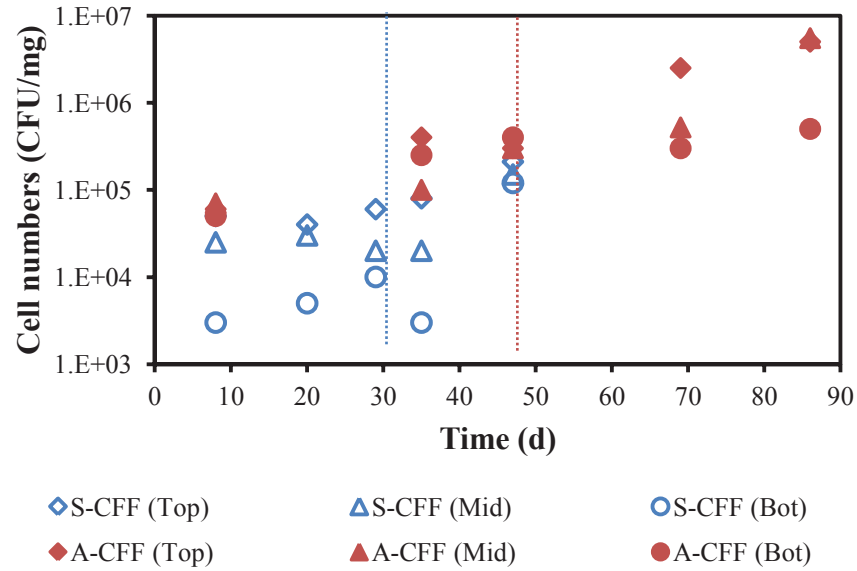 1.E+07
1.E+06
1.E+05
1.E+04
1.E+03
Cell numbers (CFU/mg)
0 10 20 30 40 50 60 70 80 90
Time (d)
S-CFF (Top) S-CFF (Mid) S-CFF (Bot)
A-CFF (Top) A-CFF (Mid) A-CFF (Bot)